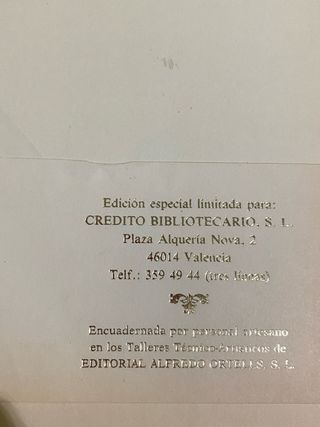 Edición especial limitada para:
CREDITO BIBLIOTECARIO, S. L.
Plaza Alquería Nova, 2
46014 Valencia
Telf.: 359 49 44 (tres líneas)
Encuadernada por personal artesano
en los Talleres Técnico-Artísticos de
EDITORIAL ALFREDO ORTELLS, S. L.